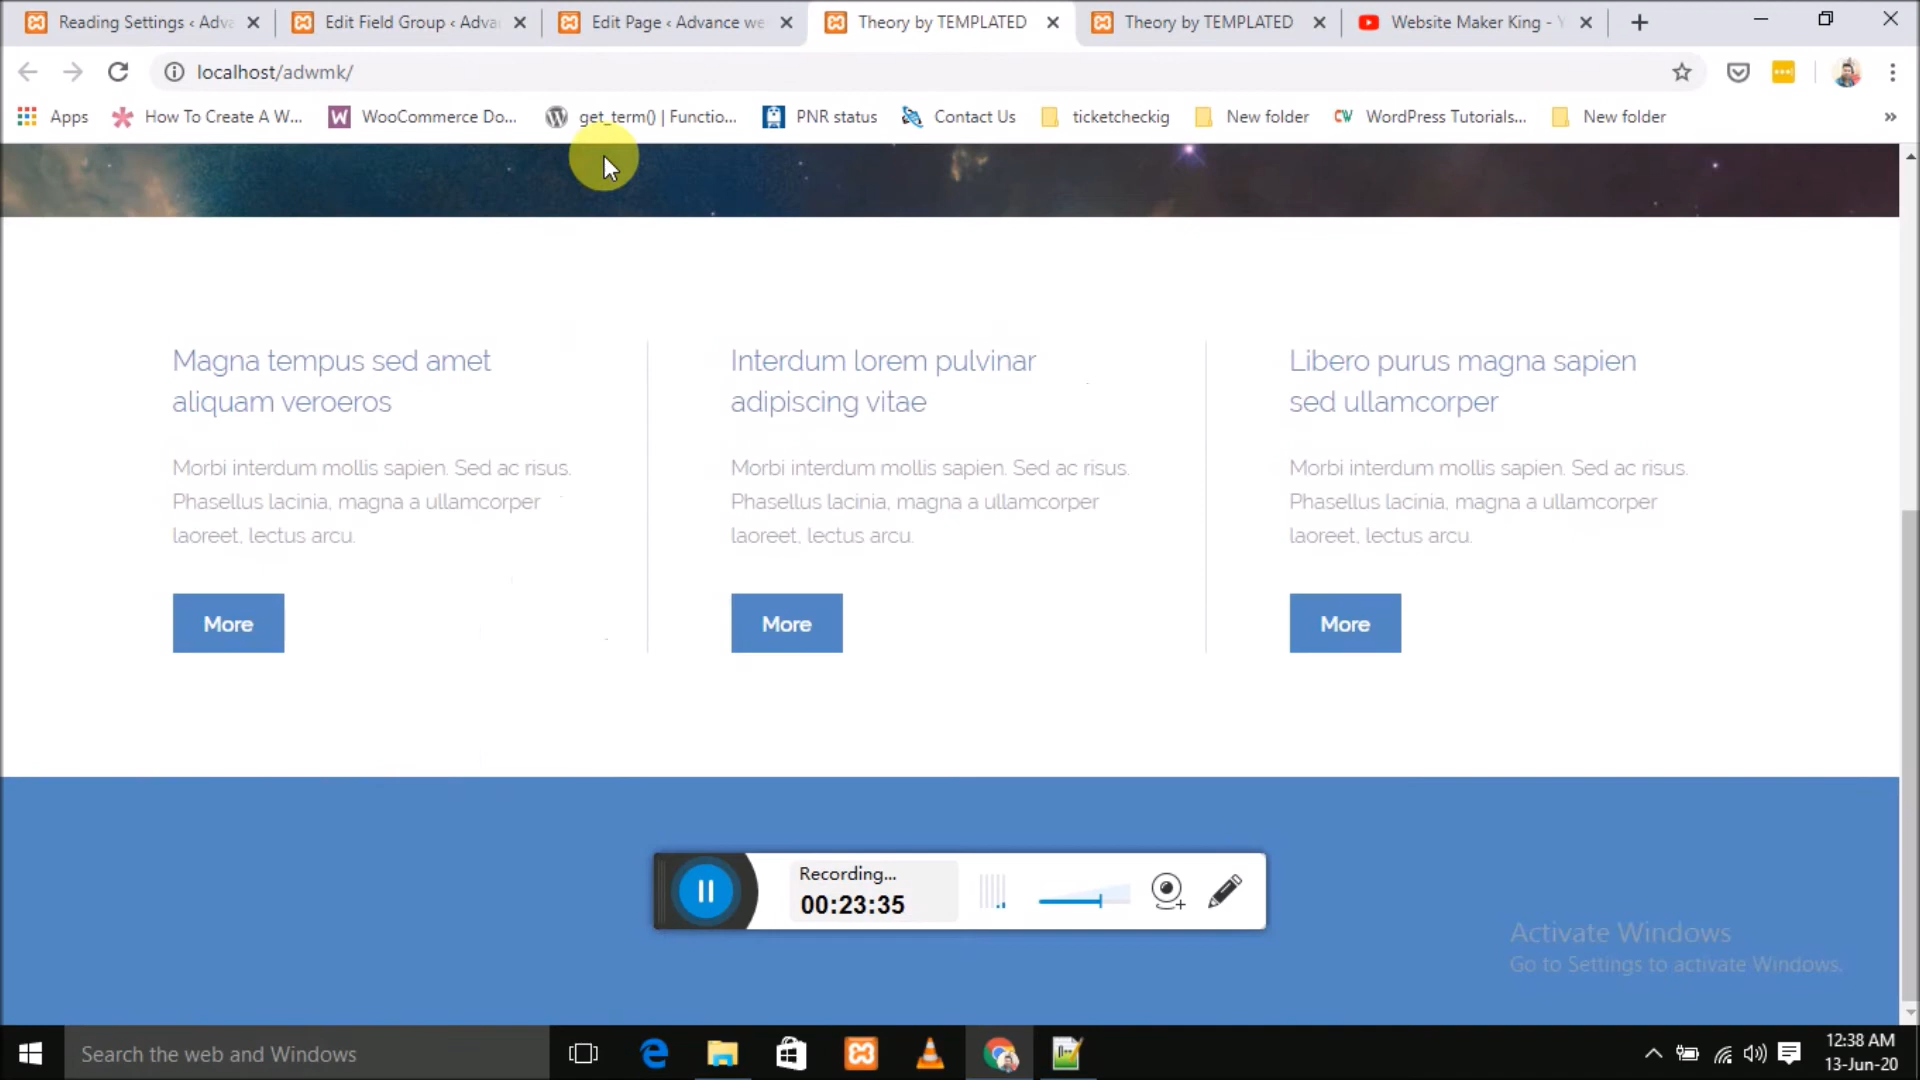 Reading Settings ‹ Adva
Edit Field Group ‹ Adva
Edit Page ‹ Advance we
Theory by TEMPLATED
Theory by TEMPLATED
Website Maker King - Y
localhost/adwmk/
Apps
How To Create A W...
WooCommerce Do...
get_term() | Functio...
PNR status
Contact Us
ticketcheckig
New folder
CW
WordPress Tutorials...
New folder
»
Magna tempus sed amet
aliquam veroeros
Morbi interdum mollis sapien. Sed ac risus.
Phasellus lacinia, magna a ullamcorper
laoreet, lectus arcu.
More
Interdum lorem pulvinar
adipiscing vitae
Morbi interdum mollis sapien. Sed ac risus.
Phasellus lacinia, magna a ullamcorper
laoreet, lectus arcu.
More
Libero purus magna sapien
sed ullamcorper
Morbi interdum mollis sapien. Sed ac risus.
Phasellus lacinia, magna a ullamcorper
laoreet, lectus arcu.
More
Recording...
00:23:35
Activate Windows
Go to Settings to activate Windows.
Search the web and Windows
12:38 AM
13-Jun-20